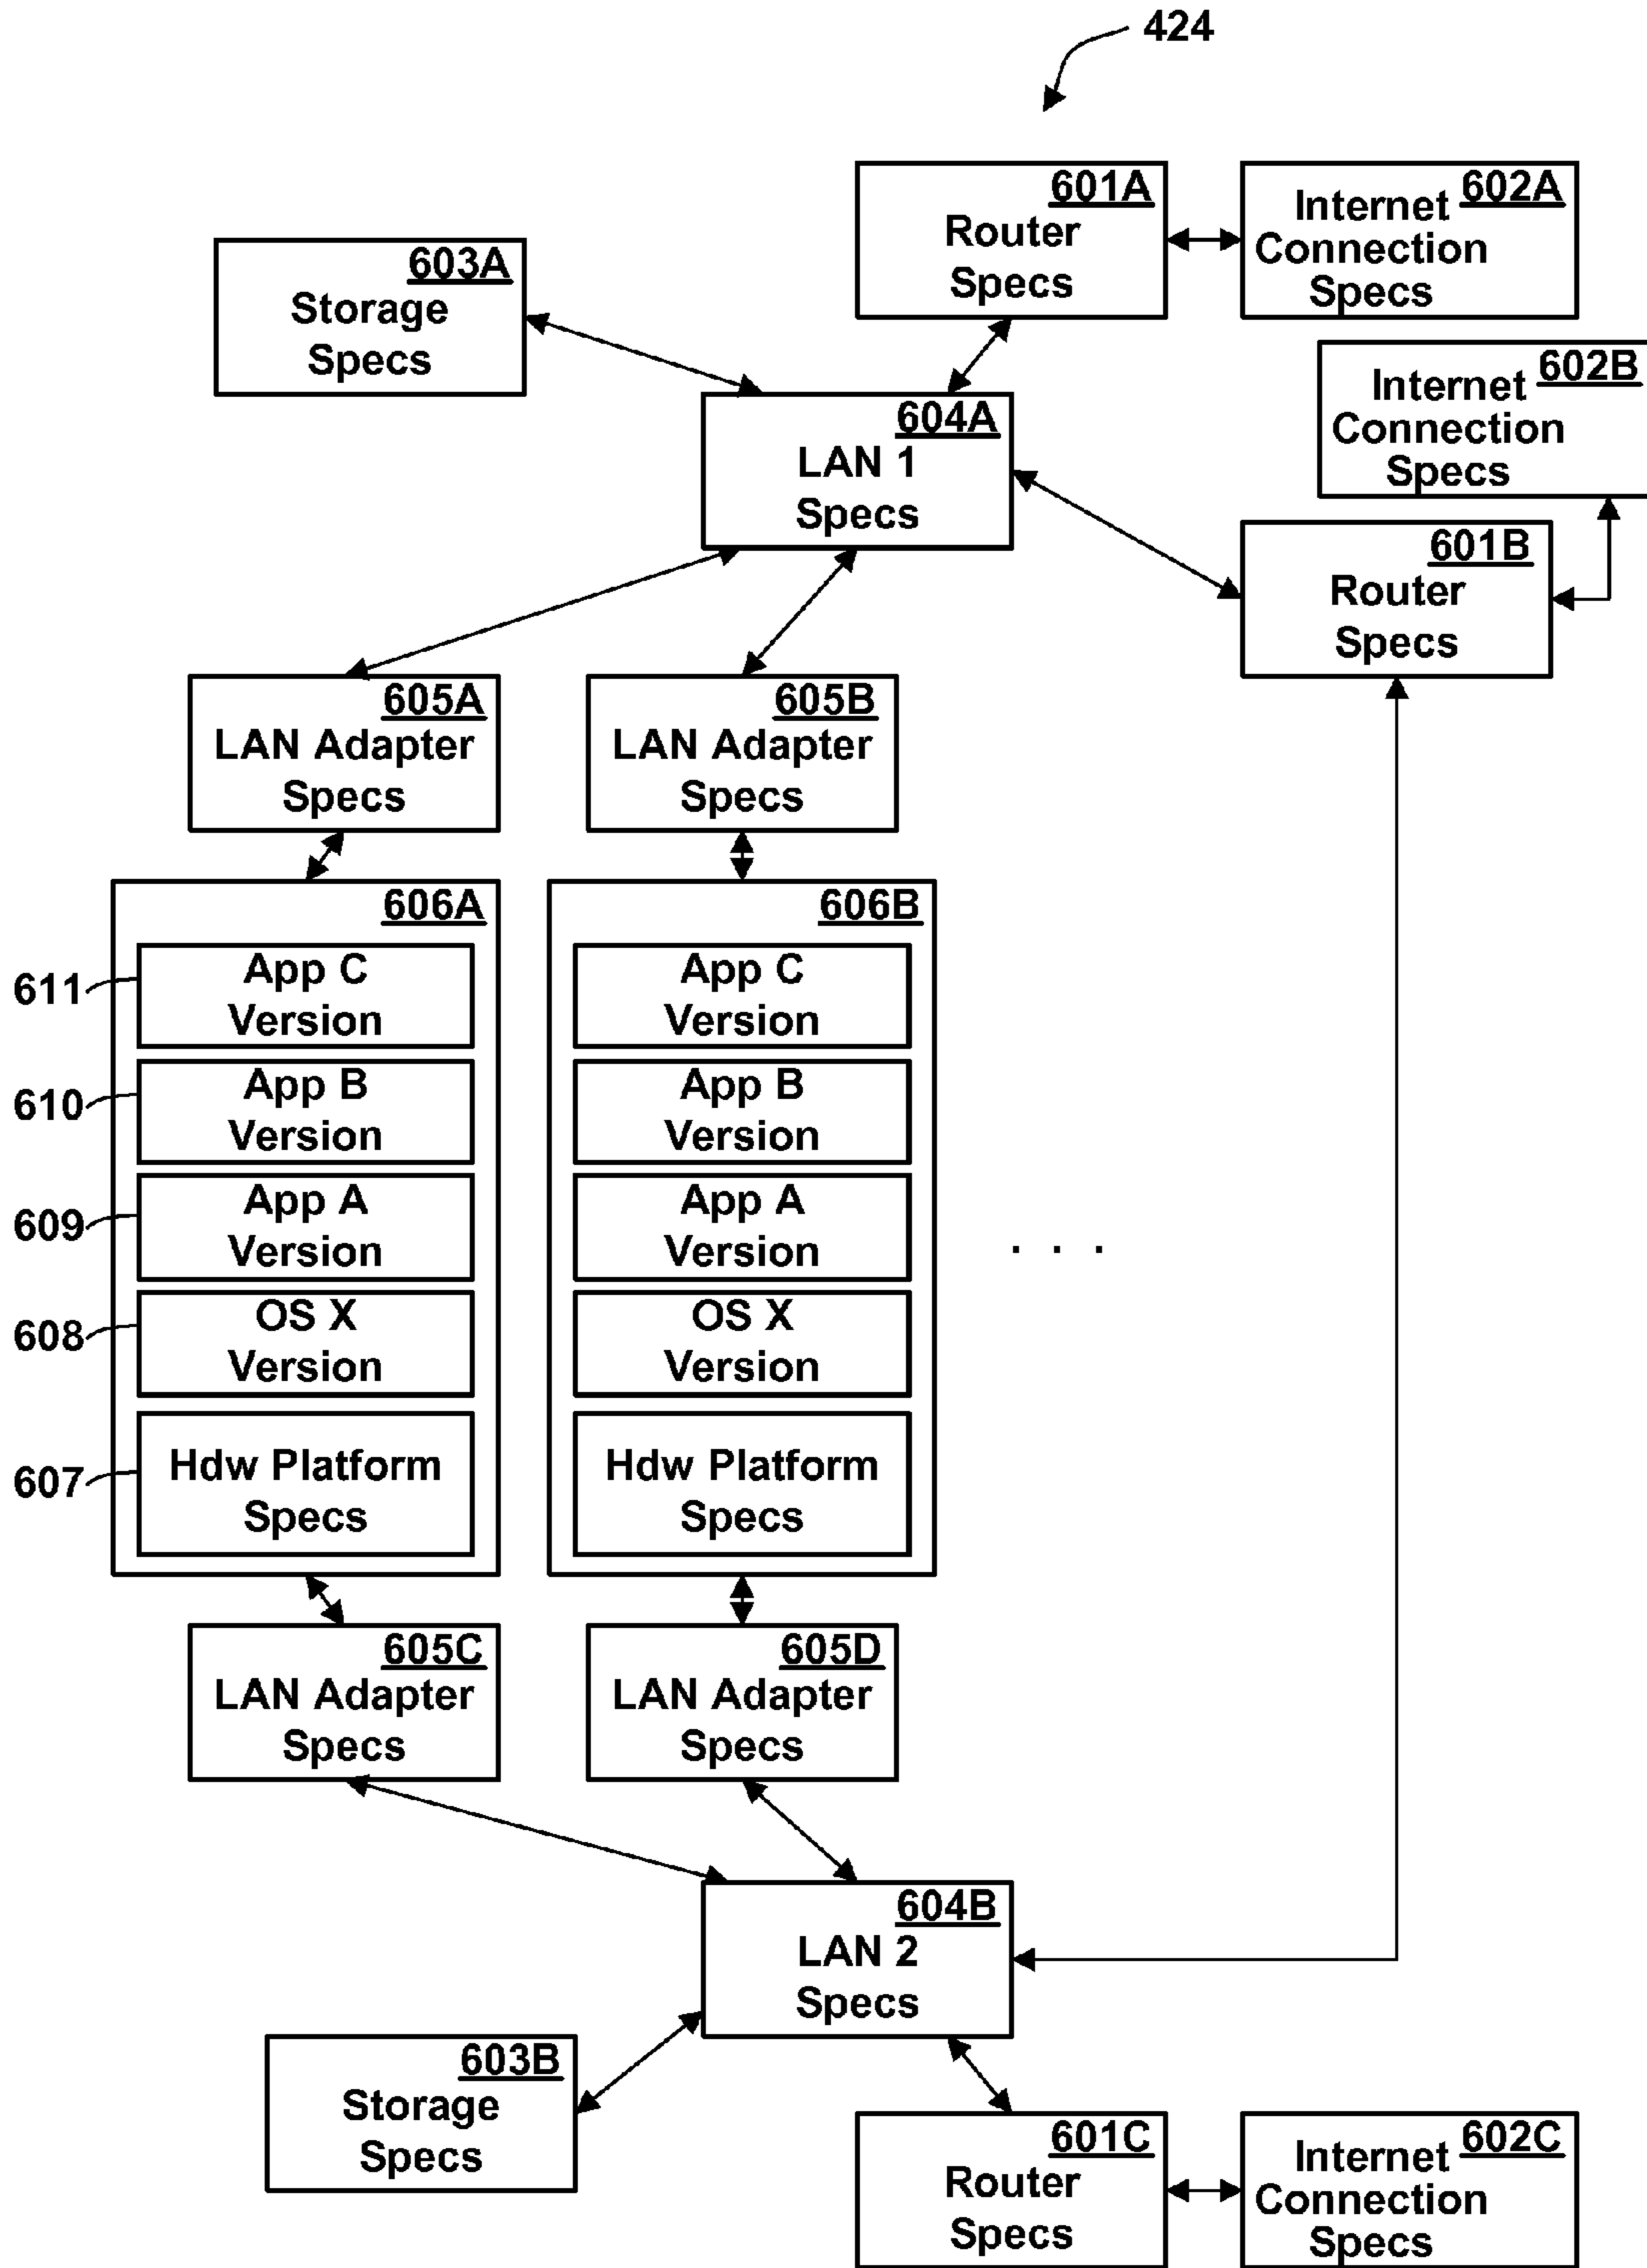 424
601A
Router
Specs
602A
Internet
Connection
Specs
603A
Storage
Specs
602B
Internet
Connection
Specs
604A
LAN 1
Specs
601B
Router
Specs
605A
LAN Adapter
Specs
605B
LAN Adapter
Specs
606A
611
App C
Version
610
App B
Version
609
App A
Version
608
OS X
Version
607
Hdw Platform
Specs
606B
App C
Version
App B
Version
App A
Version
OS X
Version
Hdw Platform
Specs
. . .
605C
LAN Adapter
Specs
605D
LAN Adapter
Specs
604B
LAN 2
Specs
603B
Storage
Specs
601C
Router
Specs
602C
Internet
Connection
Specs